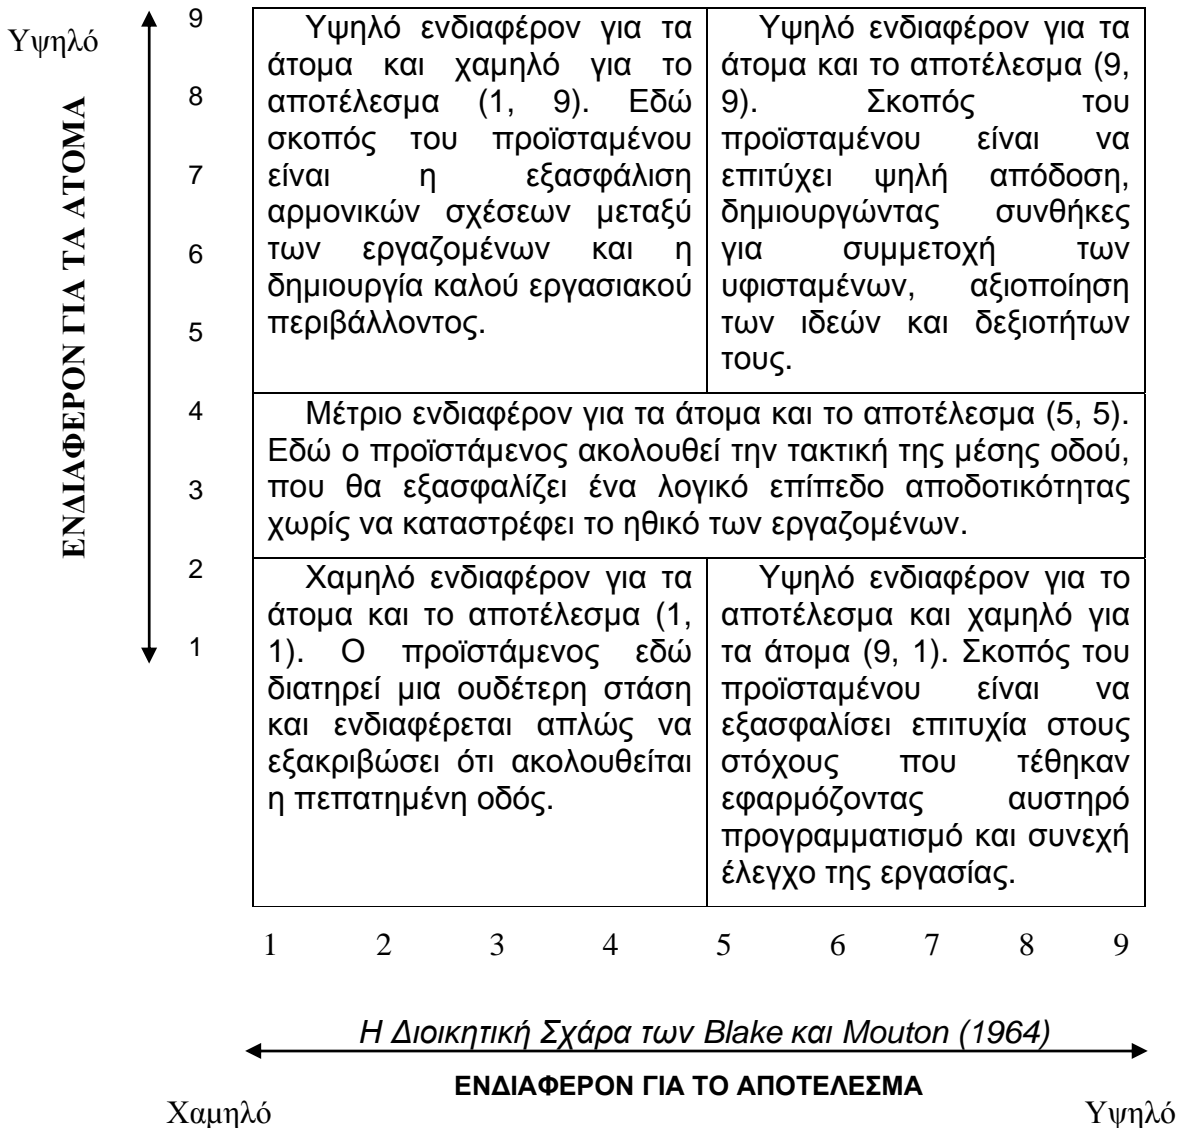 Υψηλό
ΕΝΔΙΑΦΕΡΟΝ ΓΙΑ ΤΑ ΑΤΟΜΑ
9
8
7
6
5
4
3
2
1
Υψηλό ενδιαφέρον για τα
άτομα και χαμηλό για το
αποτέλεσμα (1, 9). Εδώ
σκοπός του προϊσταμένου
είναι η εξασφάλιση
αρμονικών σχέσεων μεταξύ
των εργαζομένων και η
δημιουργία καλού εργασιακού
περιβάλλοντος.
Υψηλό ενδιαφέρον για τα
άτομα και το αποτέλεσμα (9,
9). Σκοπός του
προϊσταμένου είναι να
επιτύχει ψηλή απόδοση,
δημιουργώντας συνθήκες
για συμμετοχή των
υφισταμένων, αξιοποίηση
των ιδεών και δεξιοτήτων
τους.
Μέτριο ενδιαφέρον για τα άτομα και το αποτέλεσμα (5, 5).
Εδώ ο προϊστάμενος ακολουθεί την τακτική της μέσης οδού,
που θα εξασφαλίζει ένα λογικό επίπεδο αποδοτικότητας
χωρίς να καταστρέφει το ηθικό των εργαζομένων.
Χαμηλό ενδιαφέρον για τα
άτομα και το αποτέλεσμα (1,
1). Ο προϊστάμενος εδώ
διατηρεί μια ουδέτερη στάση
και ενδιαφέρεται απλώς να
εξακριβώσει ότι ακολουθείται
η πεπατημένη οδός.
Υψηλό ενδιαφέρον για το
αποτέλεσμα και χαμηλό για
τα άτομα (9, 1). Σκοπός του
προϊσταμένου είναι να
εξασφαλίσει επιτυχία στους
στόχους που τέθηκαν
εφαρμόζοντας αυστηρό
προγραμματισμό και συνεχή
έλεγχο της εργασίας.
1 2 3 4 5 6 7 8 9
Η Διοικητική Σχάρα των Blake και Mouton (1964)
ΕΝΔΙΑΦΕΡΟΝ ΓΙΑ ΤΟ ΑΠΟΤΕΛΕΣΜΑ
Χαμηλό Υψηλό